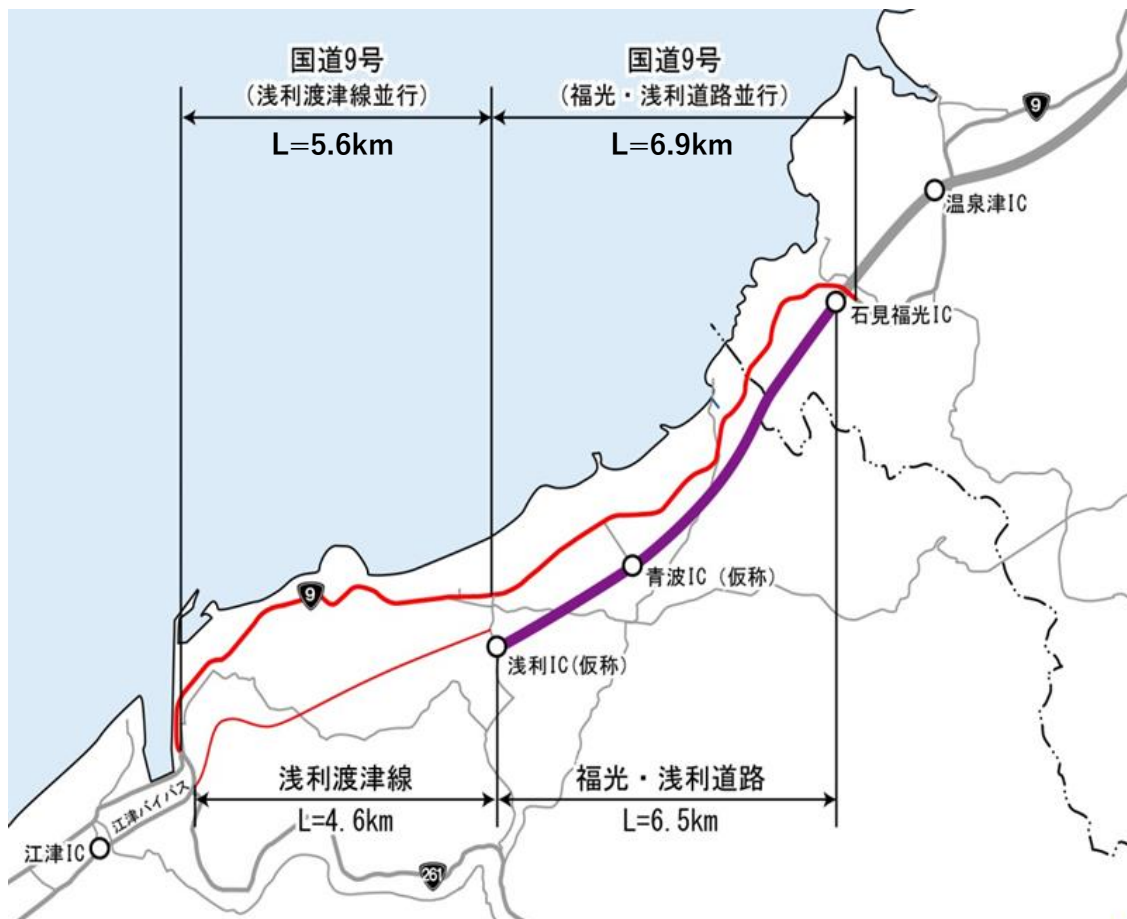 国道9号
(浅利渡津線並行)
L=5.6km
国道9号
(福光・浅利道路並行)
L=6.9km
9
温泉津IC
石見福光IC
青波IC (仮称)
9
浅利IC(仮称)
浅利渡津線
L=4.6km
福光・浅利道路
L=6.5km
江津バイパス
江津IC
261